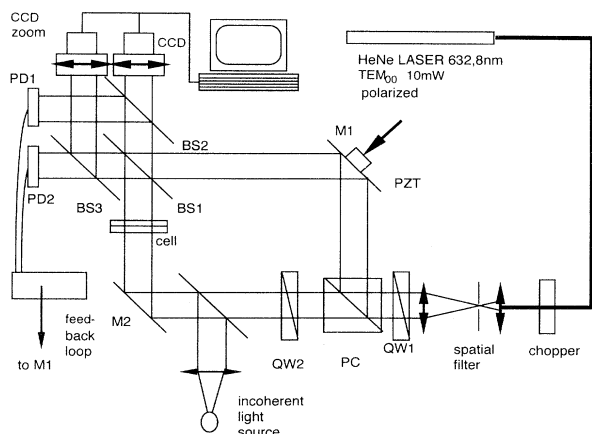 CCD
zoom
CCD
PD1
HeNe LASER 632,8nm
TEM00 10mW
polarized
M1
BS2
PZT
PD2
BS3
BS1
cell
M2
feed-
back
loop
to M1
QW2
PC
QW1
spatial
filter
chopper
incoherent
light
source